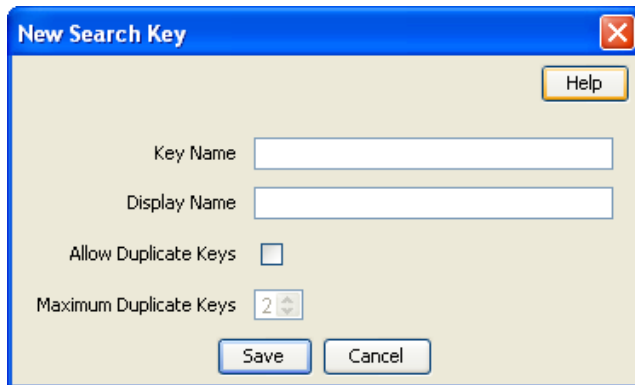 New Search Key
Help
Key Name
Display Name
Allow Duplicate Keys
Maximum Duplicate Keys 2
Save Cancel